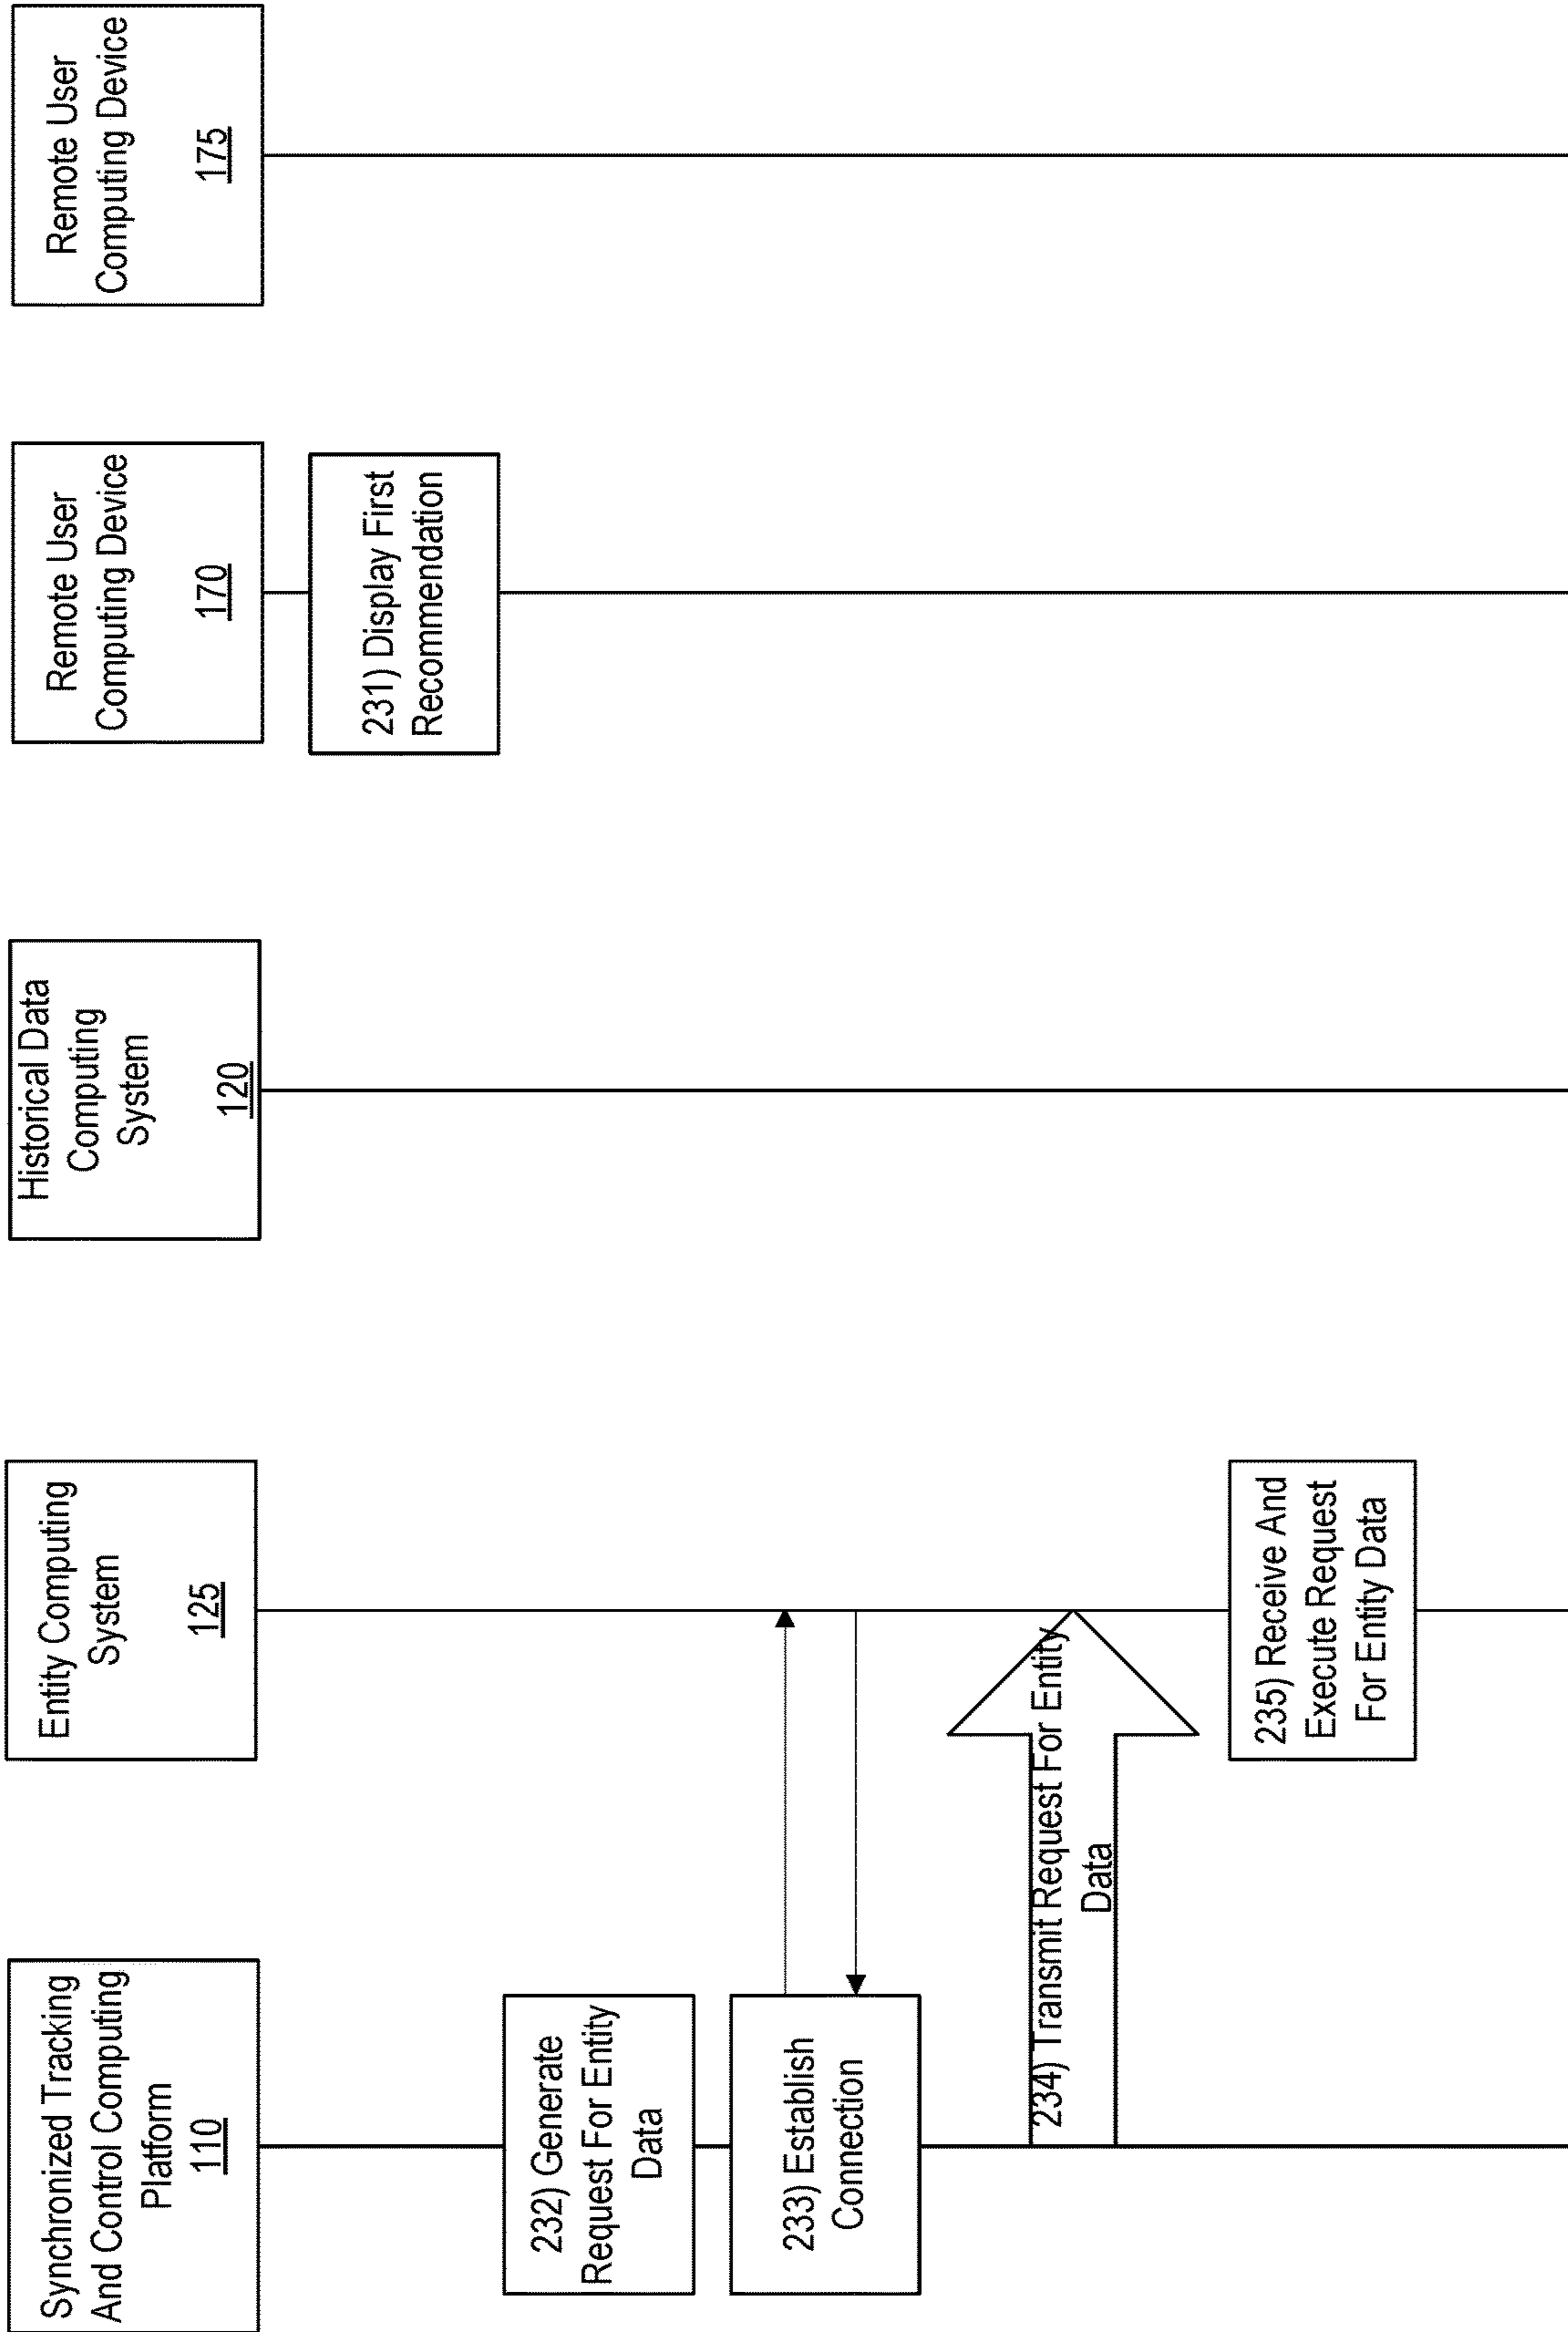 Synchronized Tracking
And Control Computing
Platform
110
Entity Computing
System
125
Historical Data
Computing
System
120
Remote User
Computing Device
170
Remote User
Computing Device
175
231) Display First
Recommendation
232) Generate
Request For Entity
Data
233) Establish
Connection
234) Transmit Request For Entity
Data
235) Receive And
Execute Request
For Entity Data